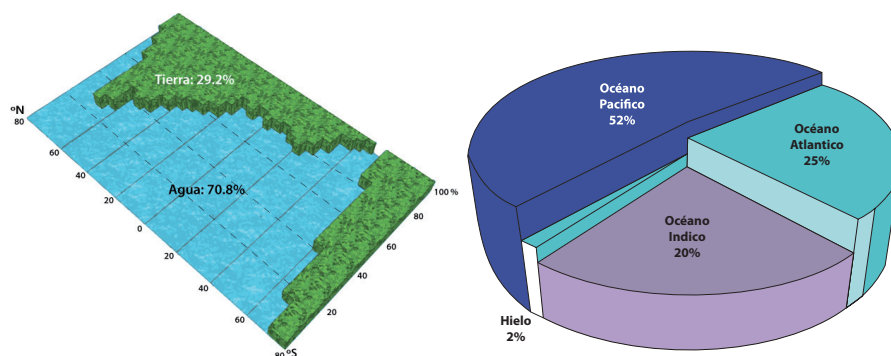 Tierra: 29.2%
ºN
80
60
40
20
0
20
40
60
80
ºS
Agua: 70.8%
100 %
80
60
40
20
Océano
Pacifico
52%
Océano
Atlantico
25%
Océano
Indico
20%
Hielo
2%